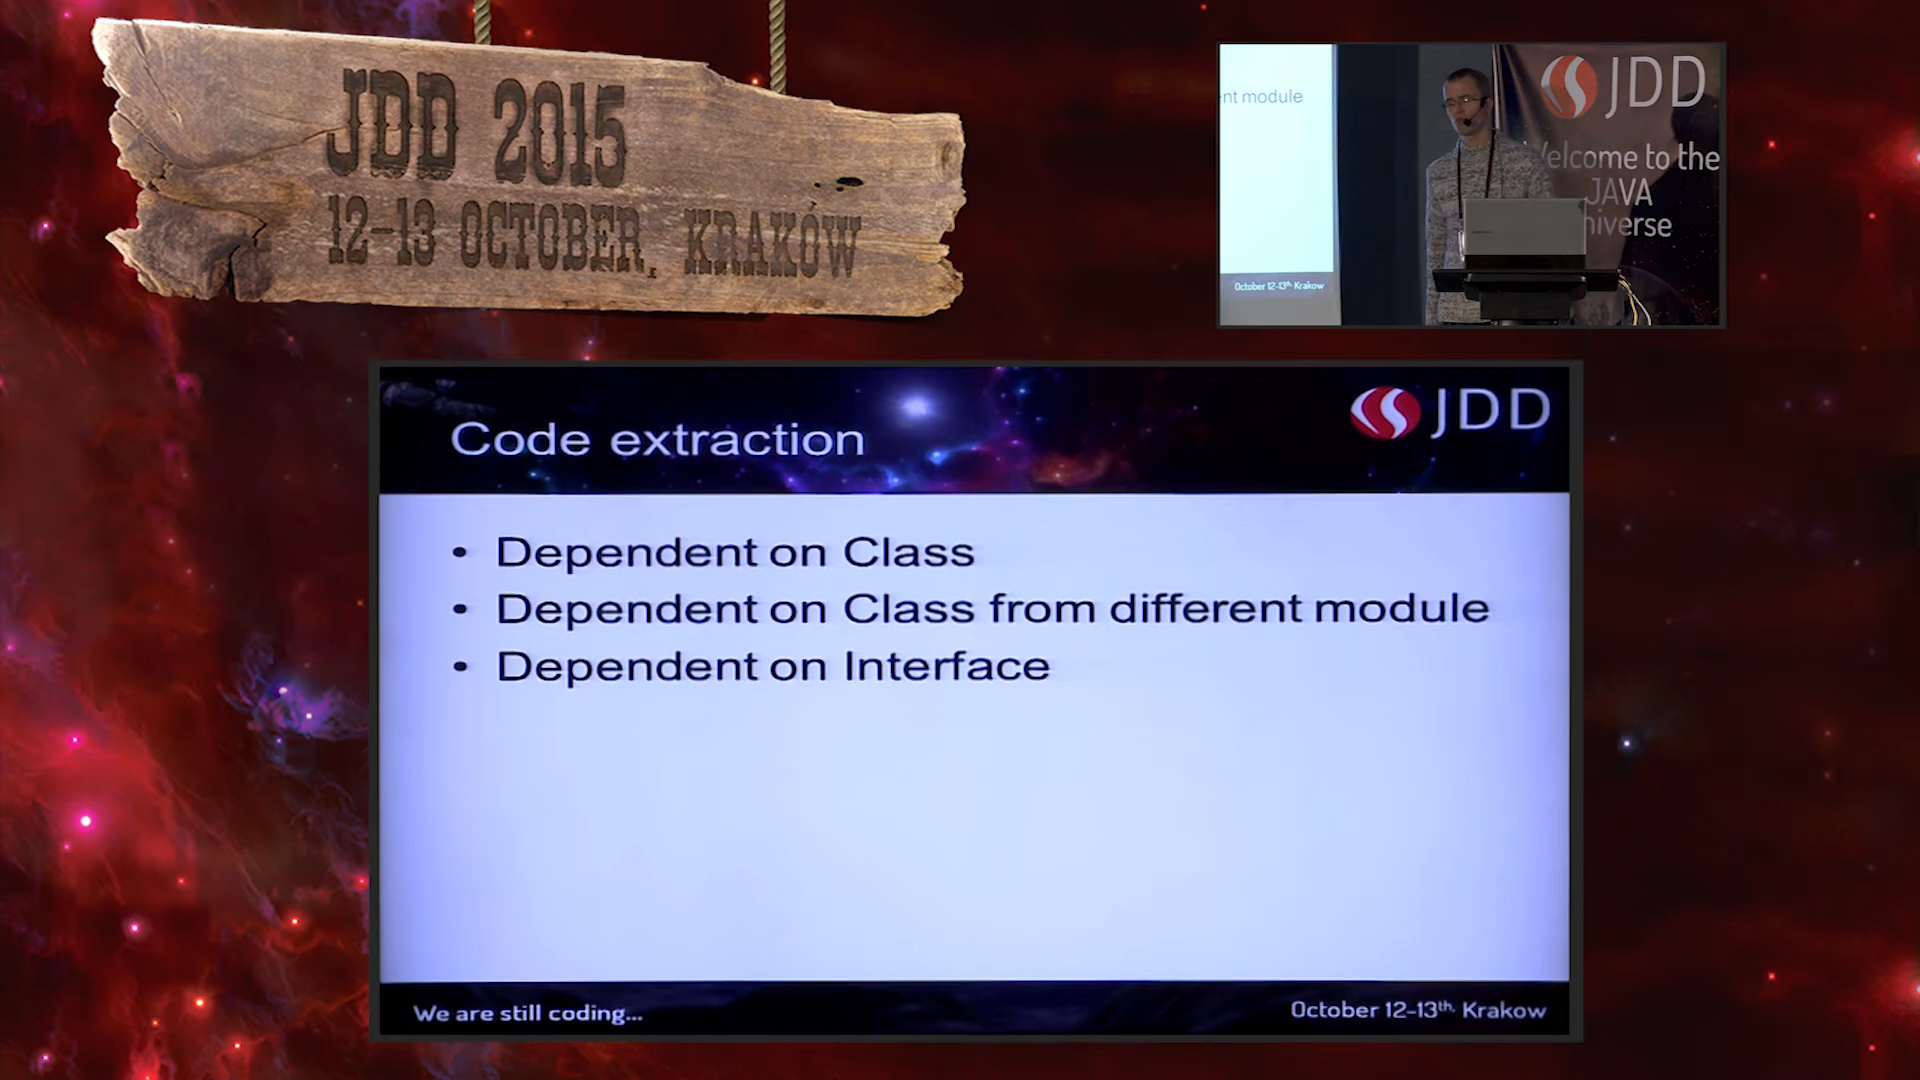 JDD 2015
12-13 OCTOBER, KRAKÓW
nt module
October 12-13th, Krakow
JDD
Welcome to the
JAVA
niverse
Code extraction
JDD
• Dependent on Class
• Dependent on Class from different module
• Dependent on Interface
We are still coding...
October 12-13th, Krakow